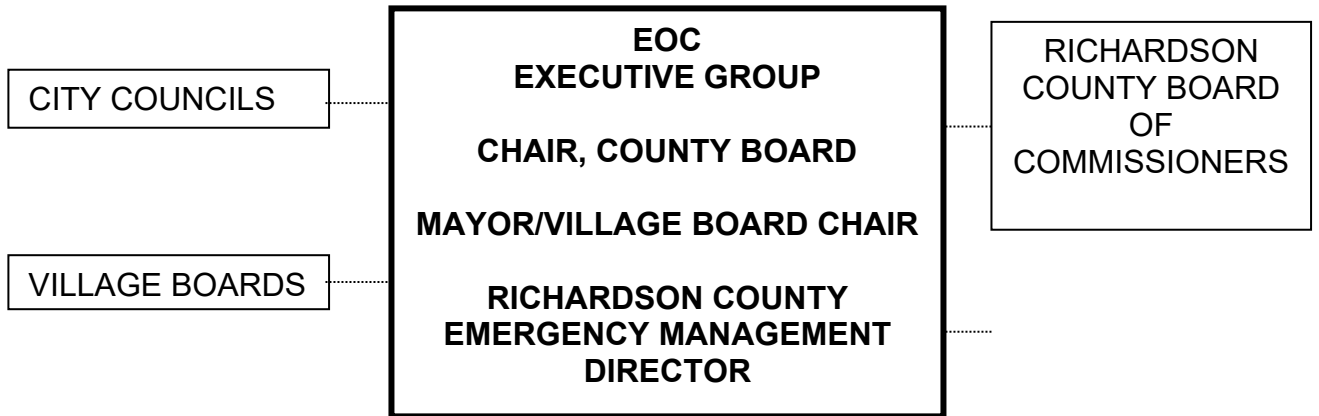 CITY COUNCILS
VILLAGE BOARDS
EOC
EXECUTIVE GROUP
CHAIR, COUNTY BOARD
MAYOR/VILLAGE BOARD CHAIR
RICHARDSON COUNTY
EMERGENCY MANAGEMENT
DIRECTOR
RICHARDSON
COUNTY BOARD
OF
COMMISSIONERS